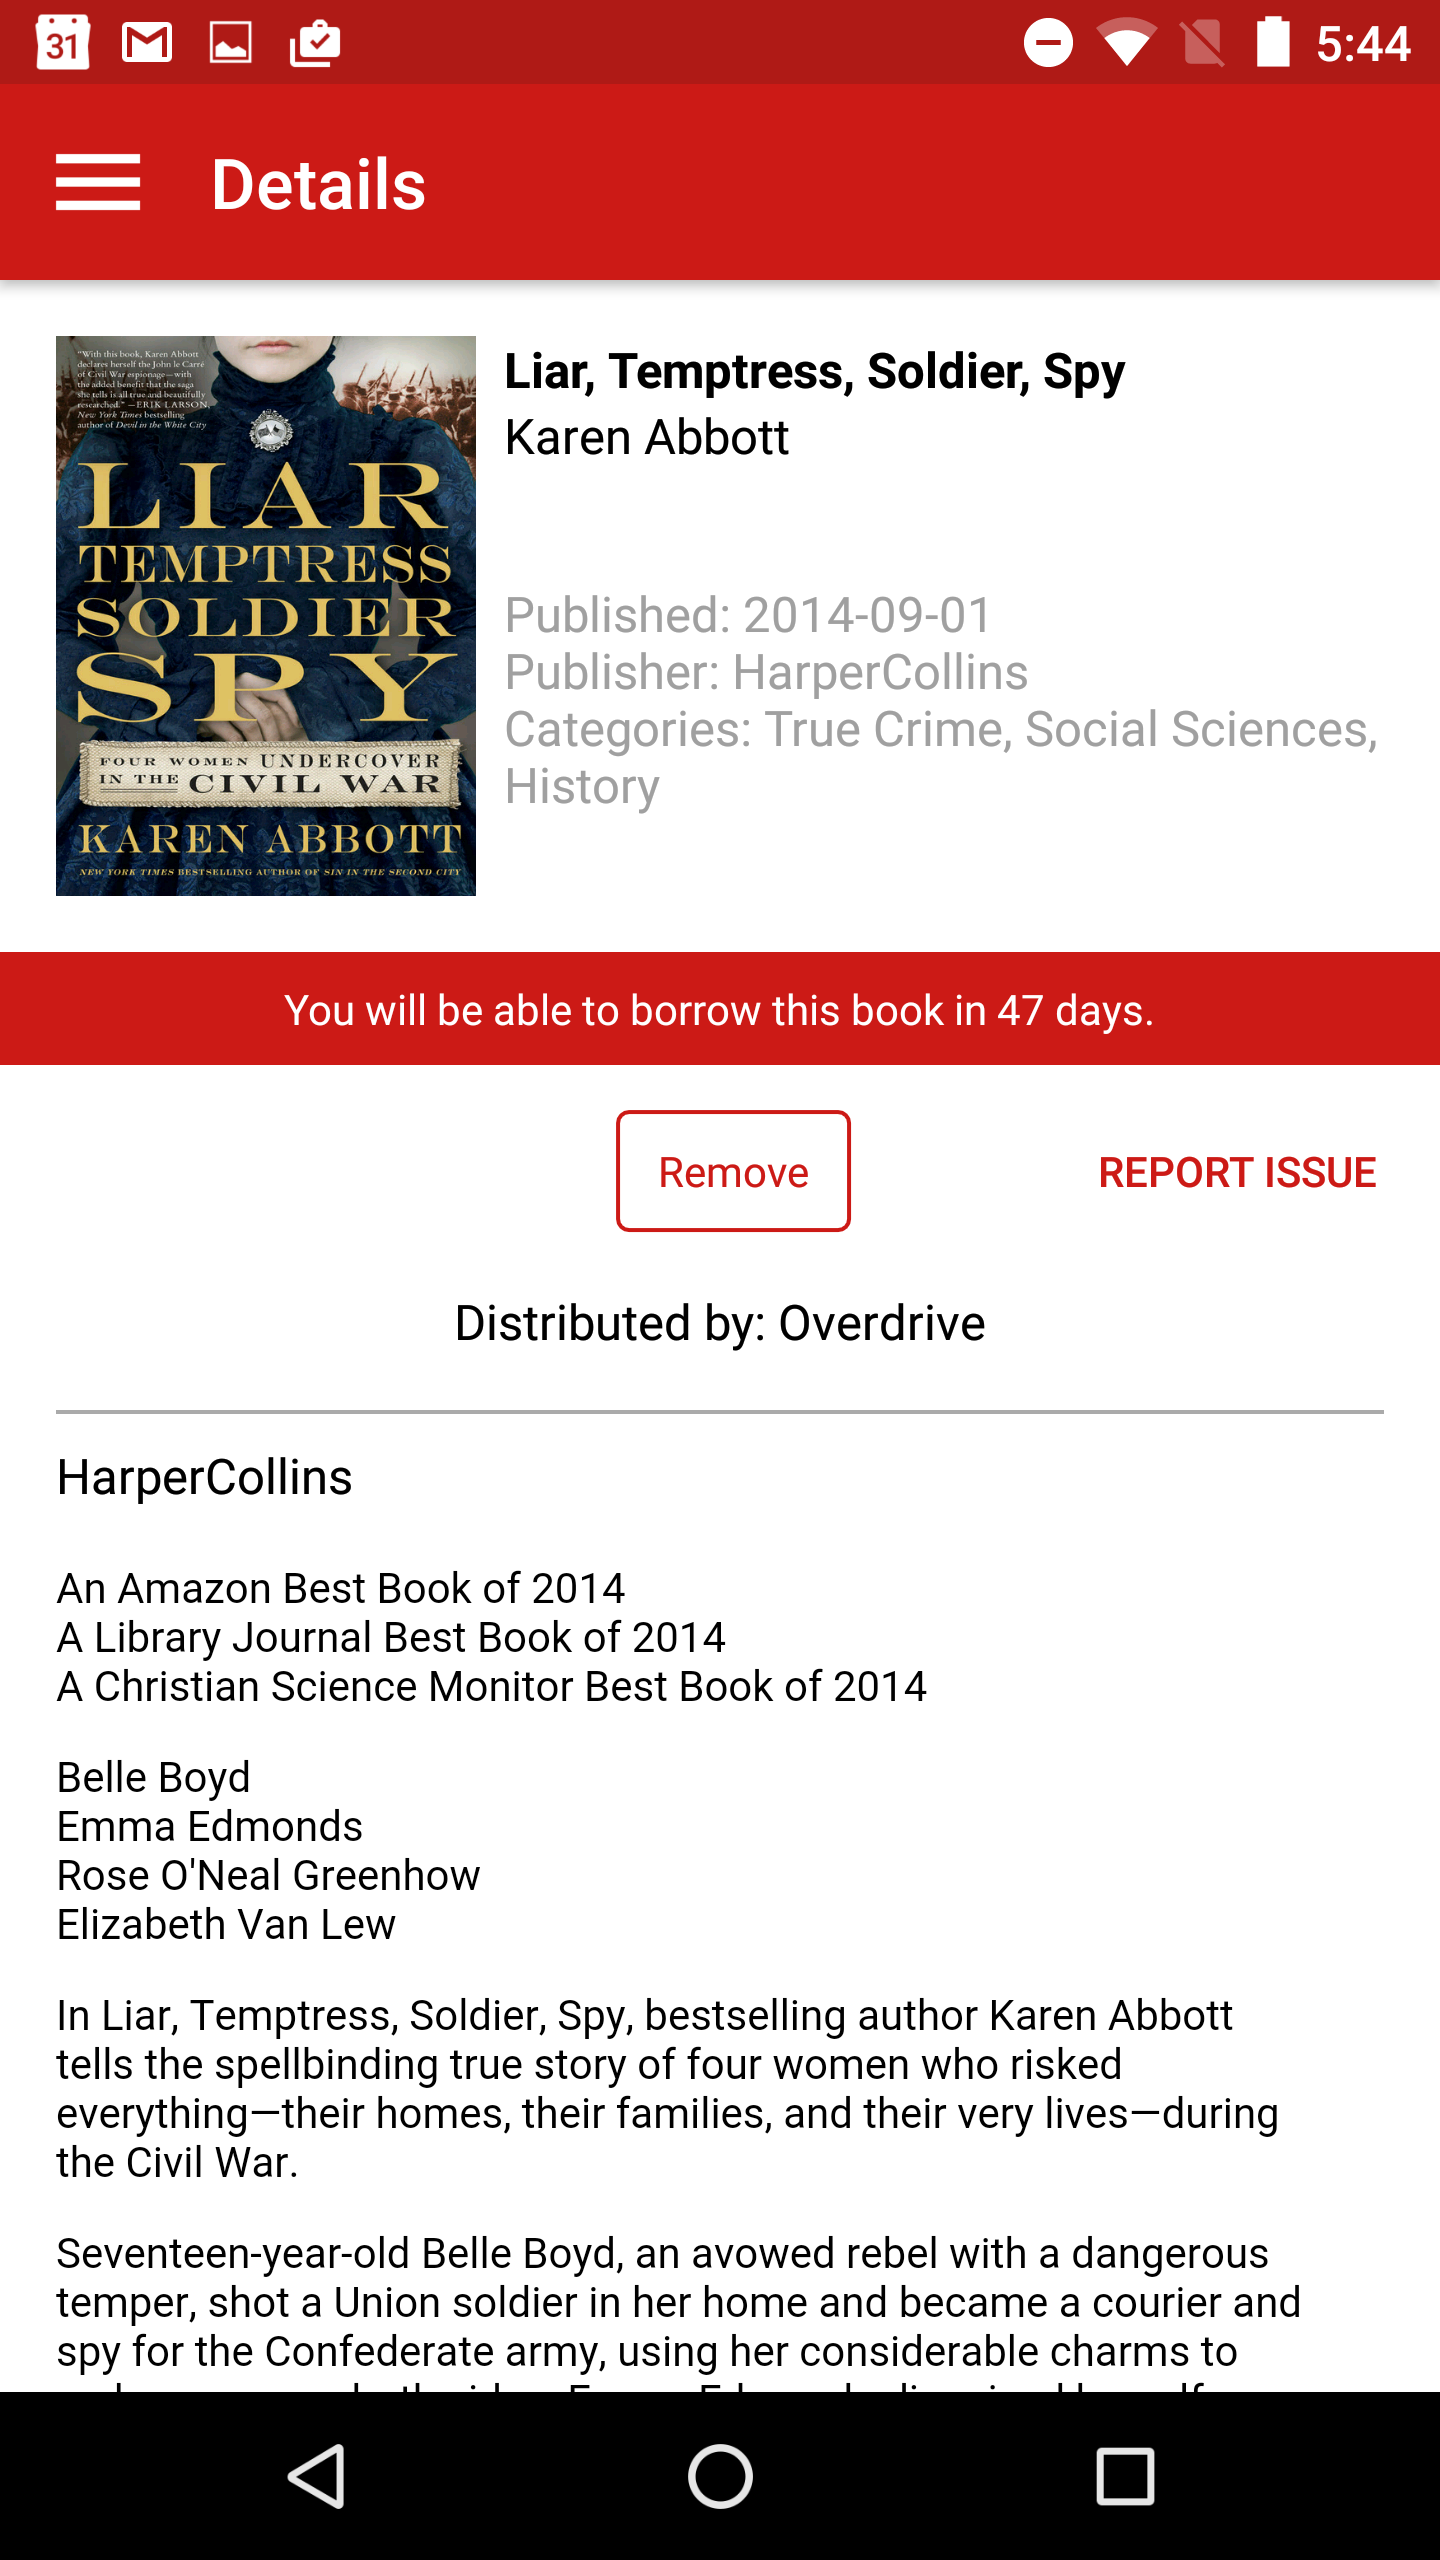 31
5:44
Details
"With this book, Karen Abbott
declares herself the John le Carré
of Civil War espionage—with
the added benefit that the saga
she tells is all true and beautifully
researched." —ERIK LARSON,
New York Times bestselling
author of Devil in the White City
LIAR
TEMPTRESS
SOLDIER
SPY
FOUR WOMEN UNDERCOVER
IN THE CIVIL WAR
KAREN ABBOTT
NEW YORK TIMES BESTSELLING AUTHOR OF SIN IN THE SECOND CITY
Liar, Temptress, Soldier, Spy
Karen Abbott
Published: 2014-09-01
Publisher: HarperCollins
Categories: True Crime, Social Sciences,
History
You will be able to borrow this book in 47 days.
Remove
REPORT ISSUE
Distributed by: Overdrive
HarperCollins
An Amazon Best Book of 2014
A Library Journal Best Book of 2014
A Christian Science Monitor Best Book of 2014
Belle Boyd
Emma Edmonds
Rose O'Neal Greenhow
Elizabeth Van Lew
In Liar, Temptress, Soldier, Spy, bestselling author Karen Abbott
tells the spellbinding true story of four women who risked
everything—their homes, their families, and their very lives—during
the Civil War.
Seventeen-year-old Belle Boyd, an avowed rebel with a dangerous
temper, shot a Union soldier in her home and became a courier and
spy for the Confederate army, using her considerable charms to